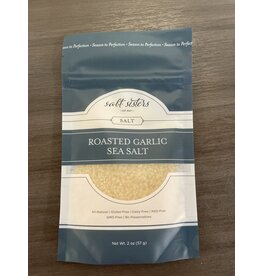 Season to Perfection • Season to Perfection • Season to Perfection
salt sisters
SALT
ROASTED GARLIC
SEA SALT
All-Natural | Gluten-Free | Dairy-Free | MSG-Free
GMO-Free | No Preservatives
Net Wt. 2 oz (57 g)